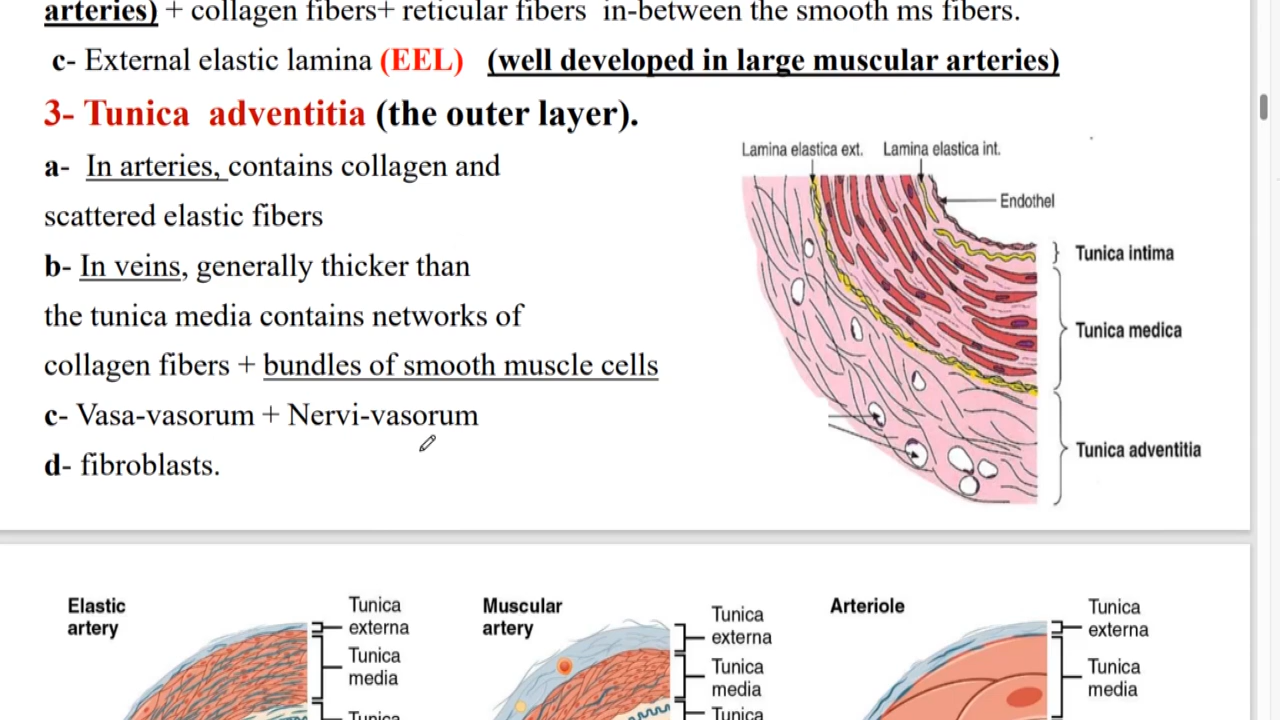 arteries) + collagen fibers+ reticular fibers in-between the smooth ms fibers.
c- External elastic lamina (EEL) (well developed in large muscular arteries)
3- Tunica adventitia (the outer layer).
a- In arteries, contains collagen and
scattered elastic fibers
b- In veins, generally thicker than
the tunica media contains networks of
collagen fibers + bundles of smooth muscle cells
c- Vasa-vasorum + Nervi-vasorum
d- fibroblasts.
Lamina elastica ext. Lamina elastica int.
Endothel
Tunica intima
Tunica medica
Tunica adventitia
Elastic
artery
Tunica
externa
Tunica
media
Tunica
Muscular
artery
Tunica
externa
Tunica
media
Tunica
Arteriole
Tunica
externa
Tunica
media